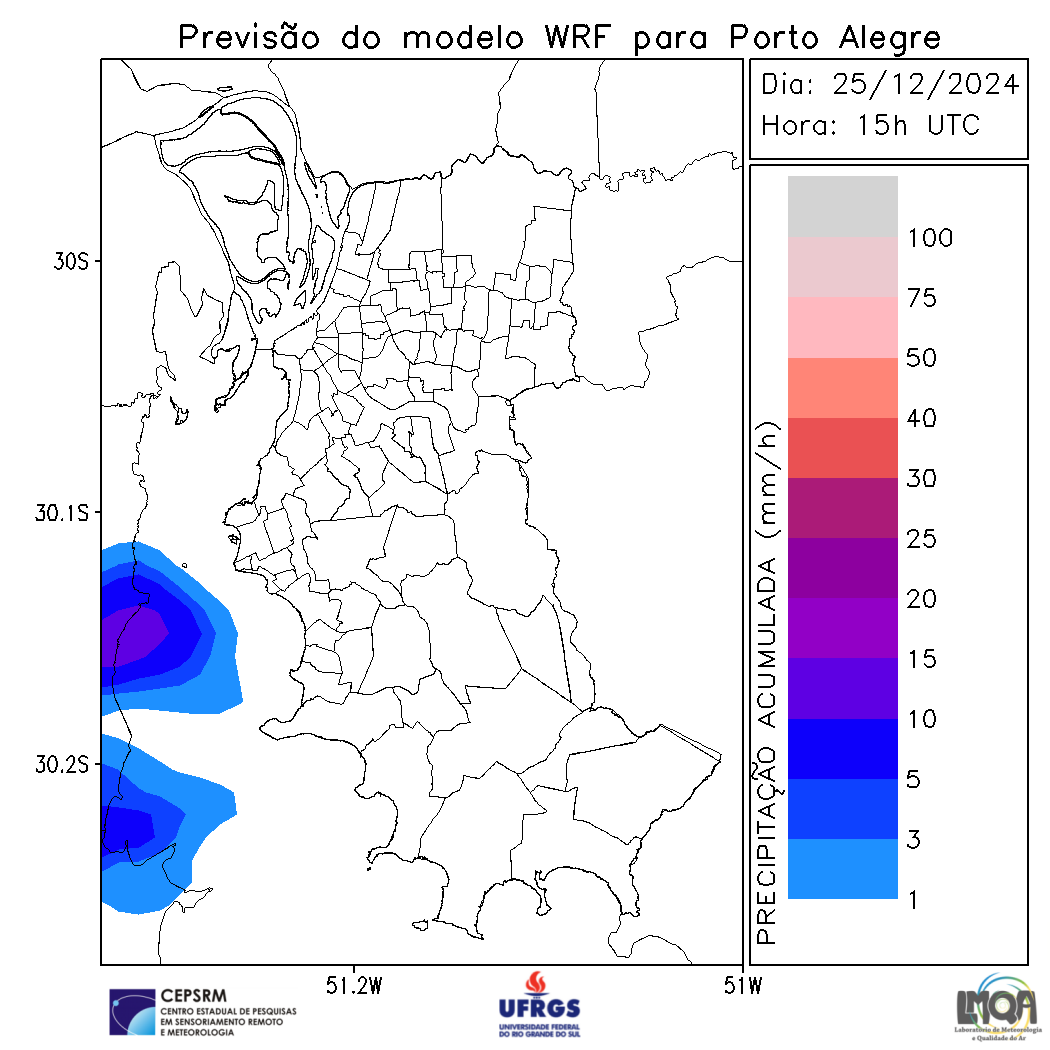 Previsão do modelo WRF para Porto Alegre
Dia: 25/12/2024
Hora: 15h UTC
100
75
50
40
30
25
20
15
10
5
3
1
PRECIPITAÇÃO ACUMULADA (mm/h)
30S
30.1S
30.2S
51.2W
51W
CEPSRM
CENTRO ESTADUAL DE PESQUISAS
EM SENSORIAMENTO REMOTO
E METEOROLOGIA
UFRGS
UNIVERSIDADE FEDERAL
DO RIO GRANDE DO SUL
LMQA
Laboratório de Meteorologia
e Qualidade do Ar